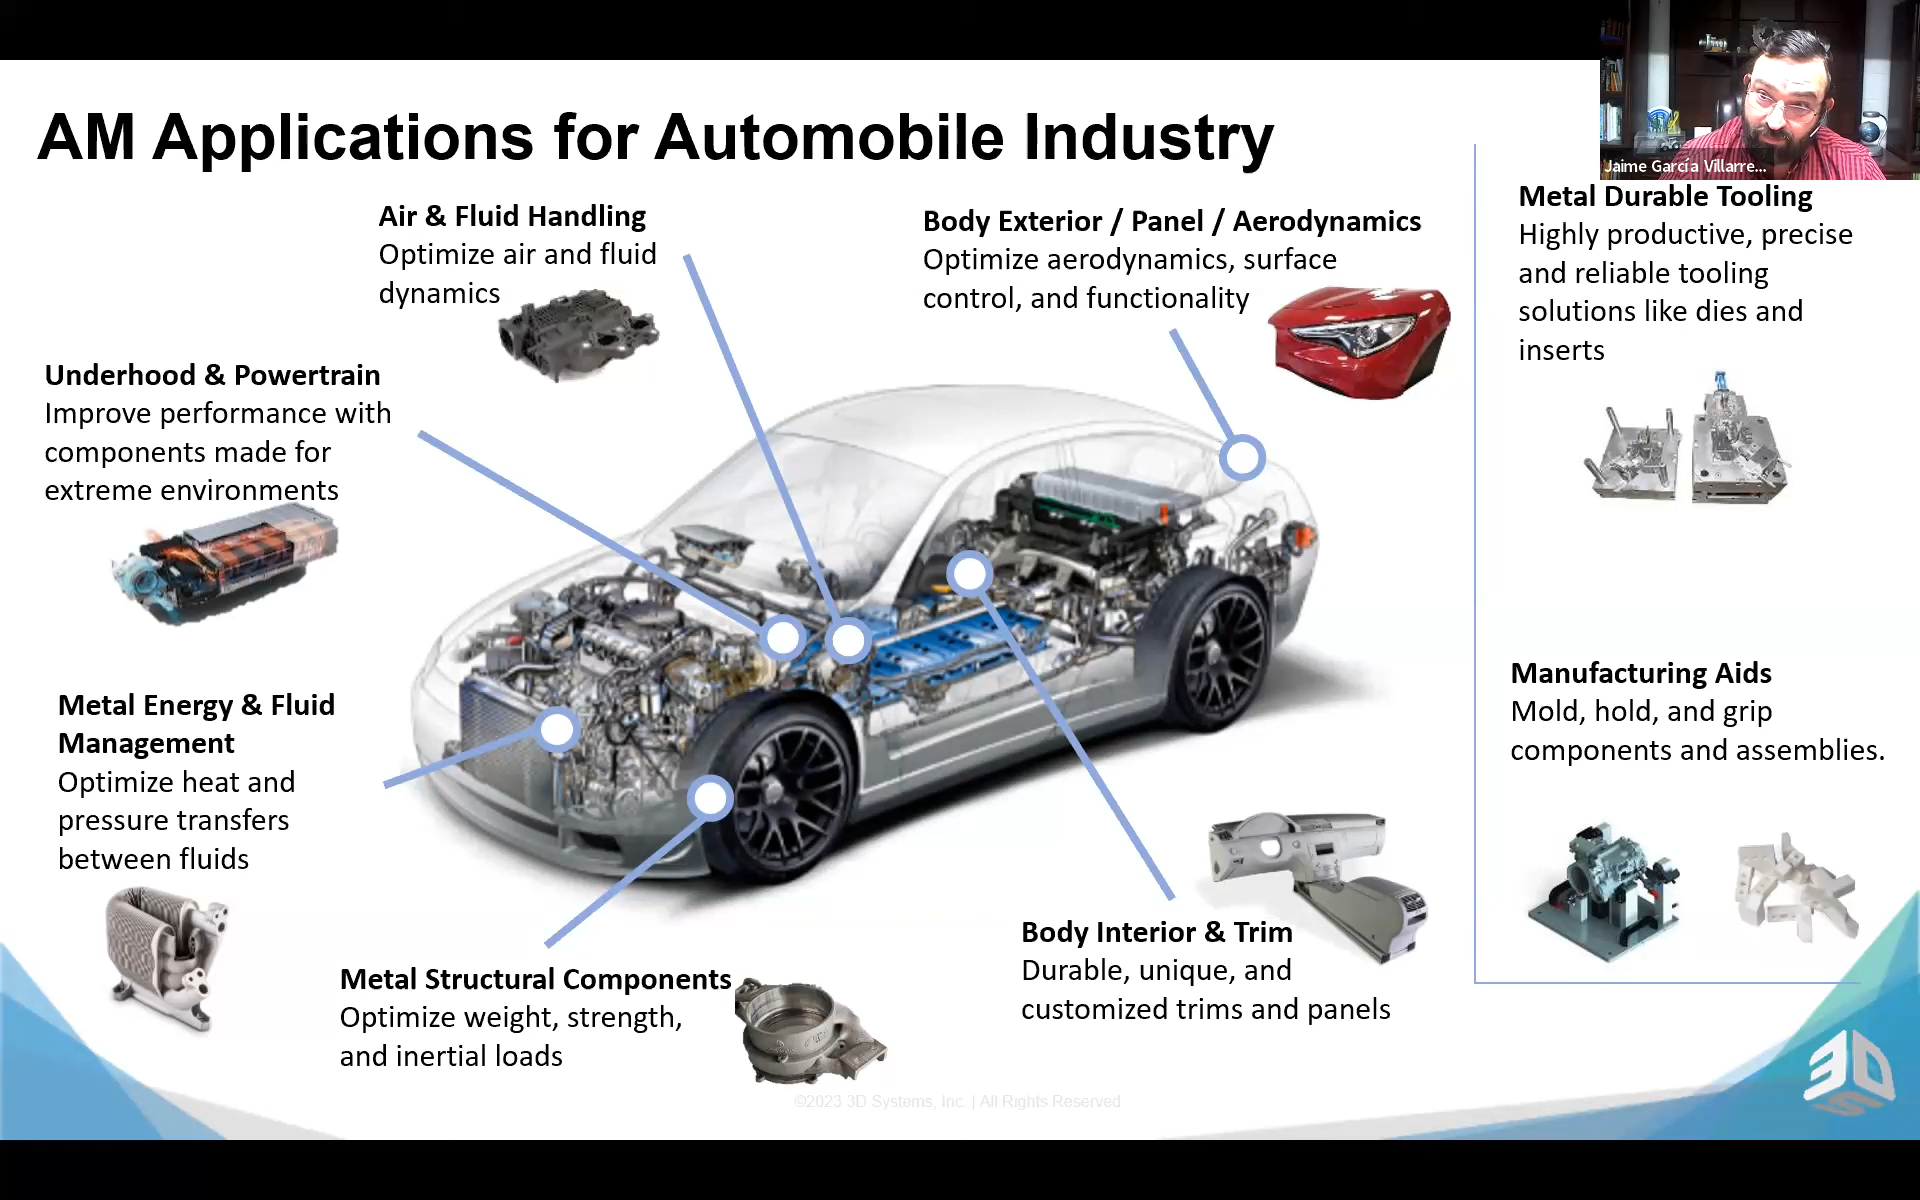 AM Applications for Automobile Industry
Jaime García Villarre...
Air & Fluid Handling
Optimize air and fluid
dynamics
Body Exterior / Panel / Aerodynamics
Optimize aerodynamics, surface
control, and functionality
Metal Durable Tooling
Highly productive, precise
and reliable tooling
solutions like dies and
inserts
Underhood & Powertrain
Improve performance with
components made for
extreme environments
Metal Energy & Fluid
Management
Optimize heat and
pressure transfers
between fluids
Manufacturing Aids
Mold, hold, and grip
components and assemblies.
Metal Structural Components
Optimize weight, strength,
and inertial loads
Body Interior & Trim
Durable, unique, and
customized trims and panels
©2023 3D Systems, Inc. | All Rights Reserved
3DS